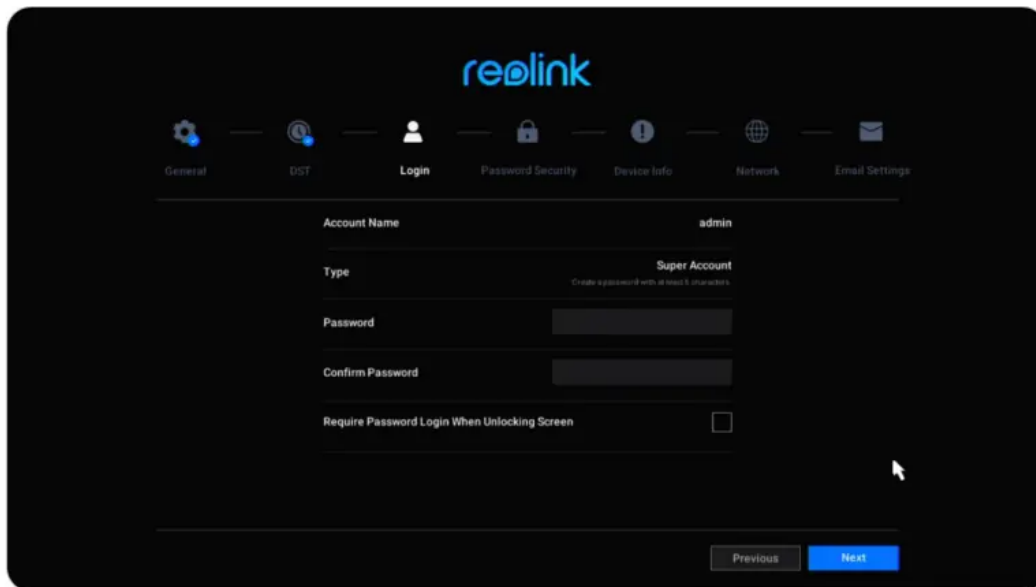 reolink
General DST Login Password Security Device Info Network Email Settings
Account Name admin
Type Super Account
Create a password with at least 6 characters.
Password
Confirm Password
Require Password Login When Unlocking Screen
Previous Next